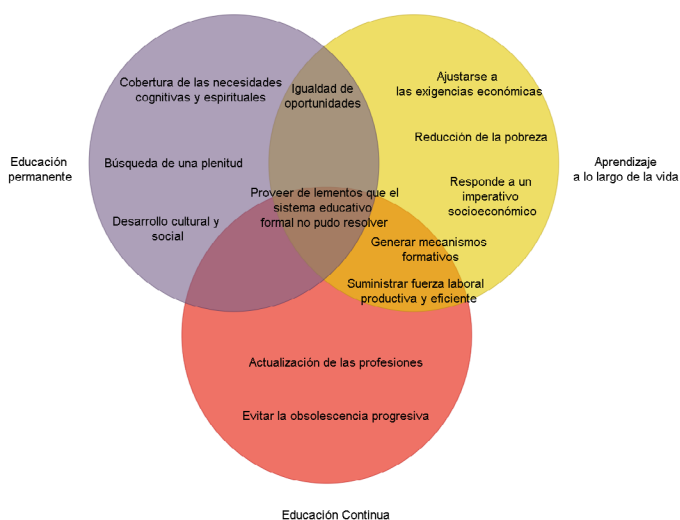 Cobertura de las necesidades
cognitivas y espirituales
Igualdad de
oportunidades
Ajustarse a
las exigencias económicas
Reducción de la pobreza
Educación
permanente
Búsqueda de una plenitud
Aprendizaje
a lo largo de la vida
Responde a un
imperativo
socioeconómico
Proveer de lementos que el
sistema educativo
formal no pudo resolver
Desarrollo cultural y
social
Generar mecanismos
formativos
Suministrar fuerza laboral
productiva y eficiente
Actualización de las profesiones
Evitar la obsolescencia progresiva
Educación Continua